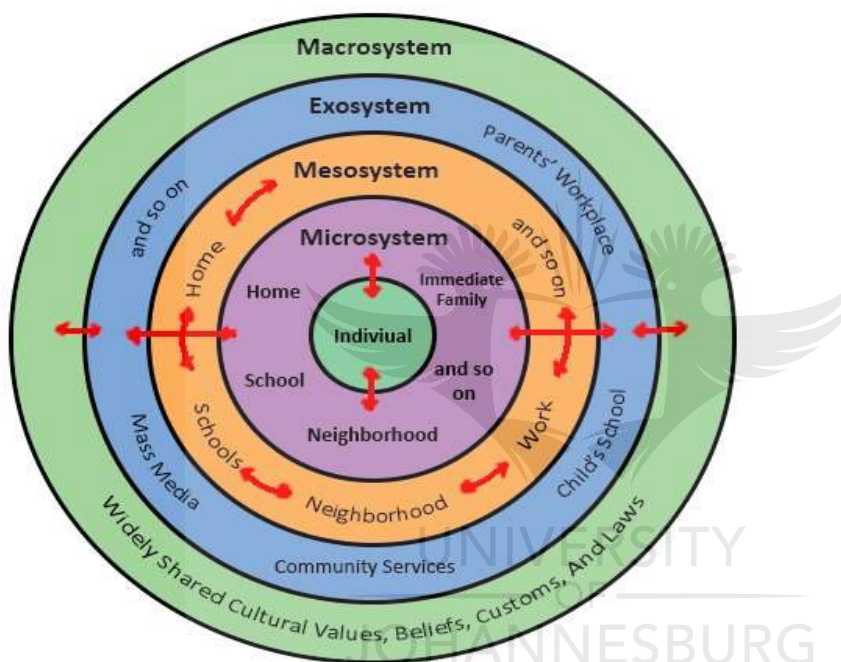 Macrosystem
Exosystem
Parents' Workplace
and so on
Mesosystem
Home
and so on
Microsystem
Home
Immediate
Family
Indiviual
School
and so
on
Neighborhood
Schools
Work
Neighborhood
Mass Media
Child's School
Community Services
Widely Shared Cultural Values, Beliefs, Customs, And Laws
UNIVERSITY
OF
JOHANNESBURG